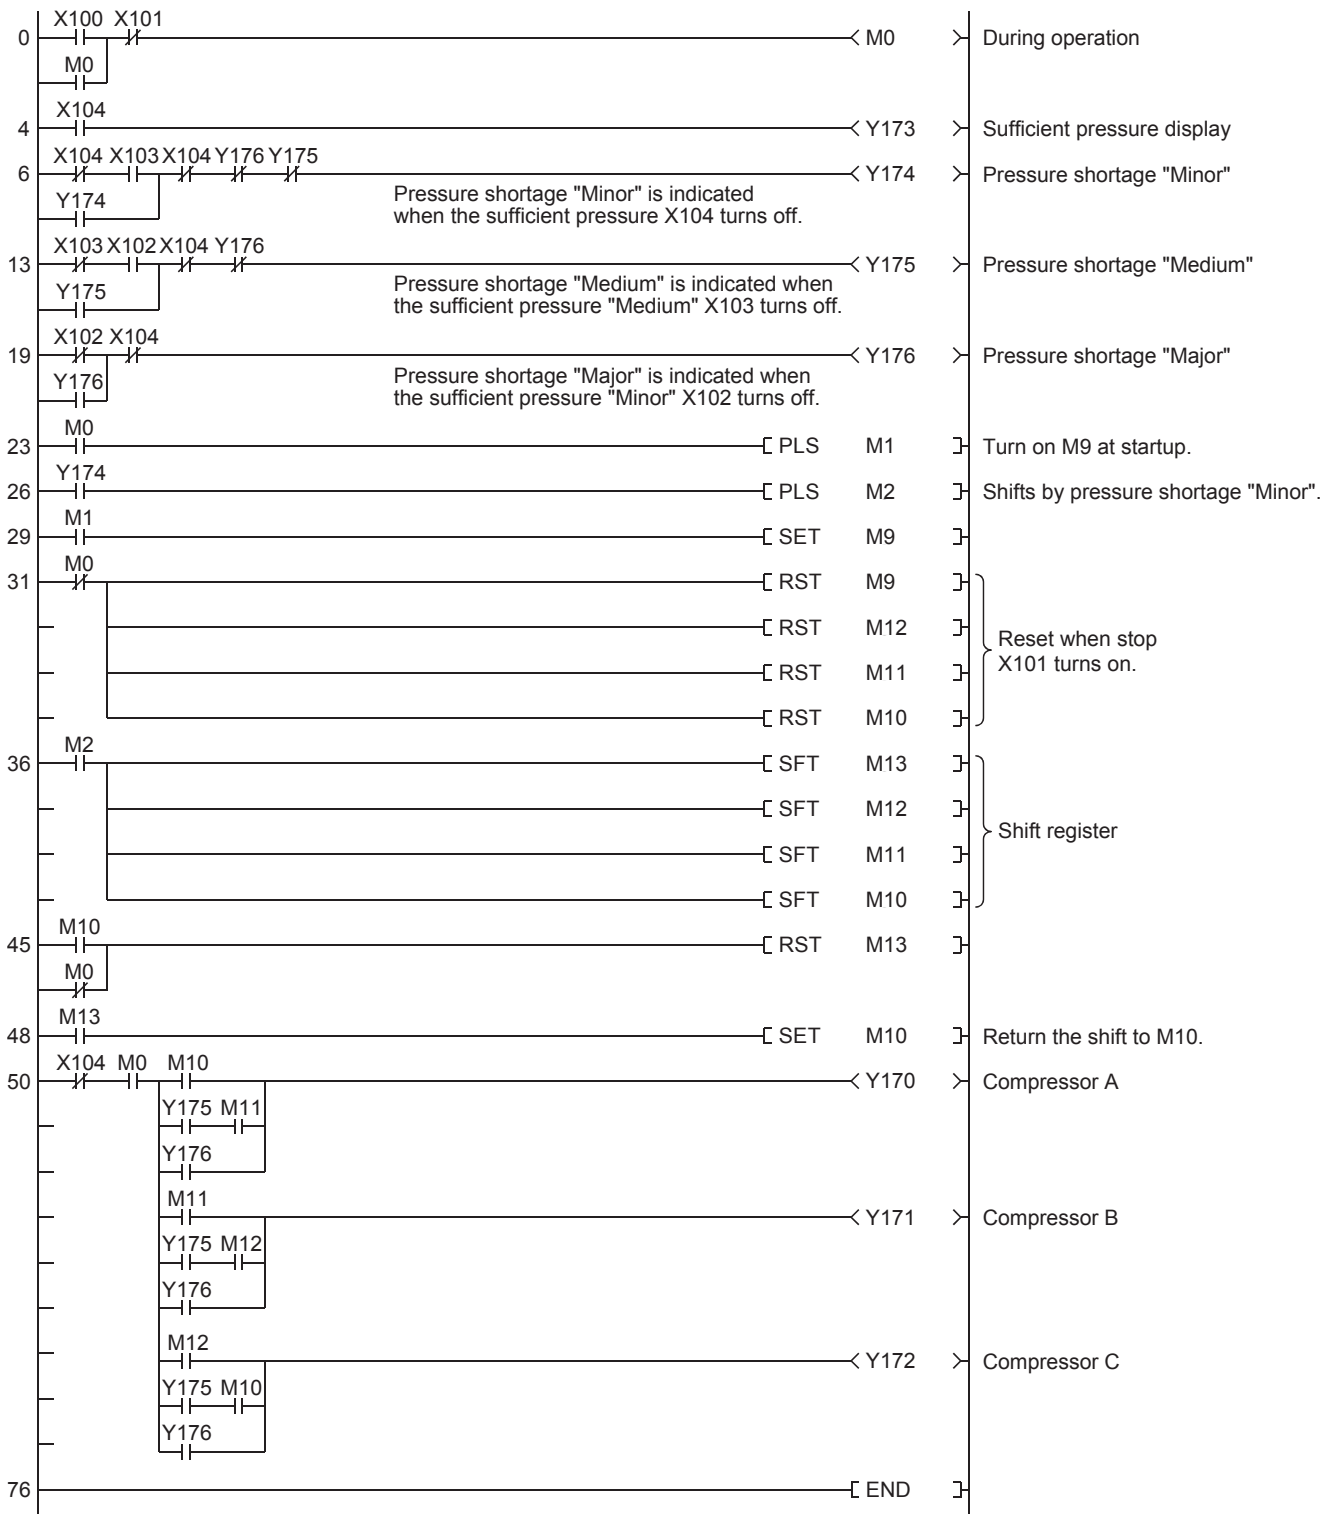 X100 X101
0 M0 During operation
M0
X104
4 Y173 Sufficient pressure display
X104 X103 X104 Y176 Y175
6 Y174 Pressure shortage "Minor"
Pressure shortage "Minor" is indicated
when the sufficient pressure X104 turns off.
Y174
X103 X102 X104 Y176
13 Y175 Pressure shortage "Medium"
Pressure shortage "Medium" is indicated when
the sufficient pressure "Medium" X103 turns off.
Y175
X102 X104
19 Y176 Pressure shortage "Major"
Pressure shortage "Major" is indicated when
the sufficient pressure "Minor" X102 turns off.
Y176
M0
23 PLS M1 Turn on M9 at startup.
Y174
26 PLS M2 Shifts by pressure shortage "Minor".
M1
29 SET M9
M0
31 RST M9
RST M12
Reset when stop
X101 turns on.
RST M11
RST M10
M2
36 SFT M13
SFT M12
Shift register
SFT M11
SFT M10
M10
45 RST M13
M0
M13
48 SET M10 Return the shift to M10.
X104 M0 M10
50 Y170 Compressor A
Y175 M11
Y176
M11
Y171 Compressor B
Y175 M12
Y176
M12
Y172 Compressor C
Y175 M10
Y176
76 END